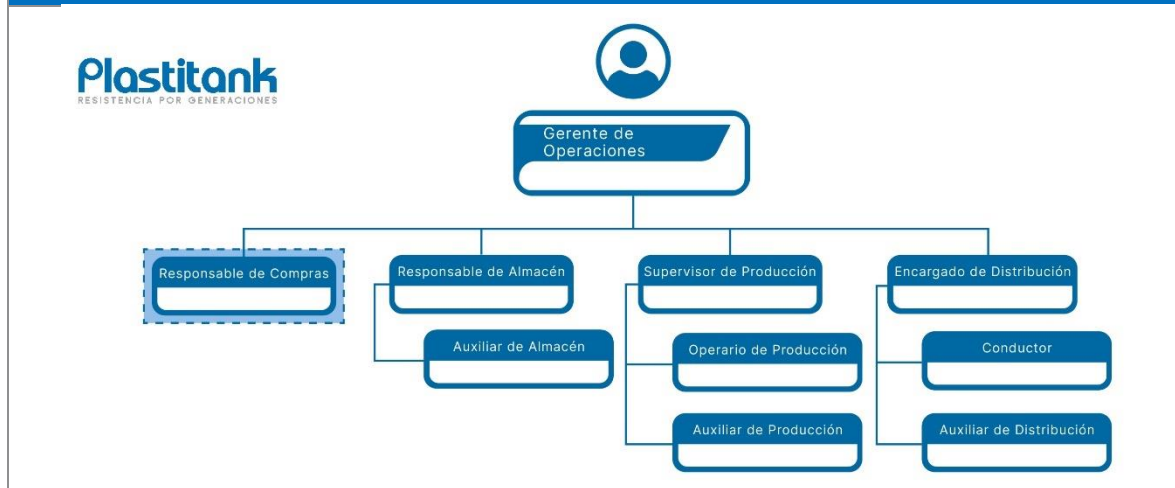 Plastitank
RESISTENCIA POR GENERACIONES
Gerente de
Operaciones
Responsable de Compras
Responsable de Almacén
Supervisor de Producción
Encargado de Distribución
Auxiliar de Almacén
Operario de Producción
Conductor
Auxiliar de Producción
Auxiliar de Distribución